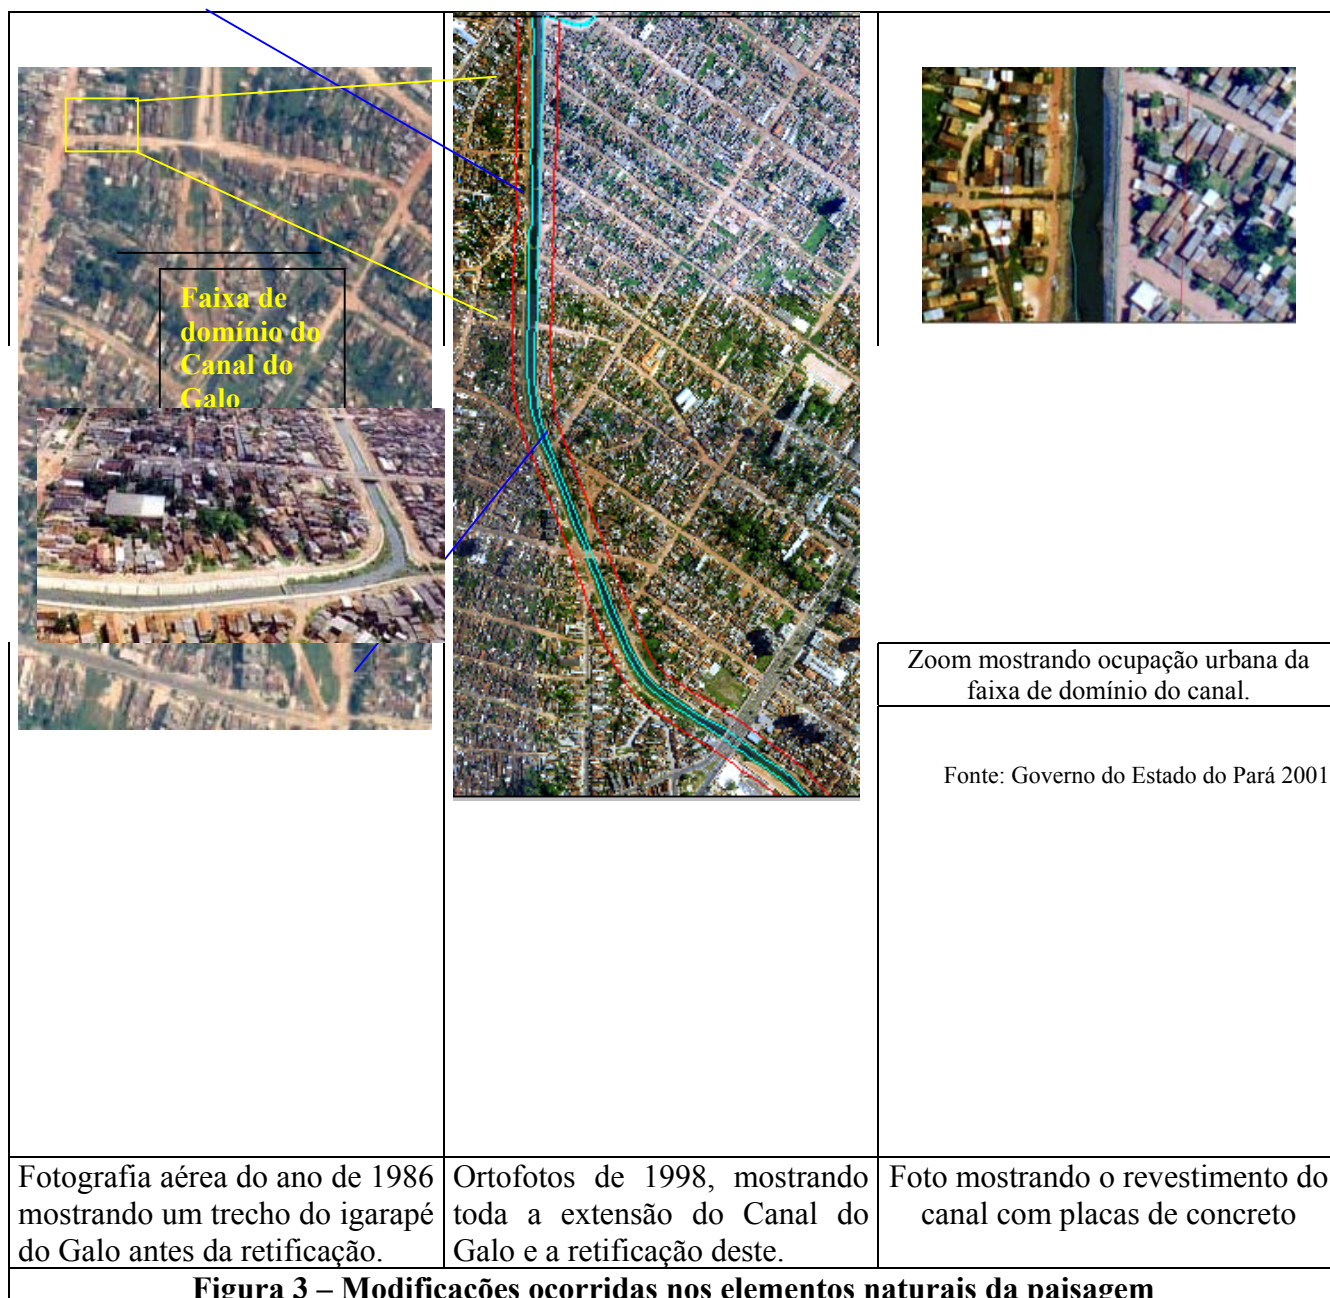 Faixa de
domínio do
Canal do
Galo
Zoom mostrando ocupação urbana da
faixa de domínio do canal.
Fonte: Governo do Estado do Pará 2001
Fotografia aérea do ano de 1986
mostrando um trecho do igarapé
do Galo antes da retificação.
Ortofotos de 1998, mostrando
toda a extensão do Canal do
Galo e a retificação deste.
Foto mostrando o revestimento do
canal com placas de concreto
Figura 3 – Modificações ocorridas nos elementos naturais da paisagem